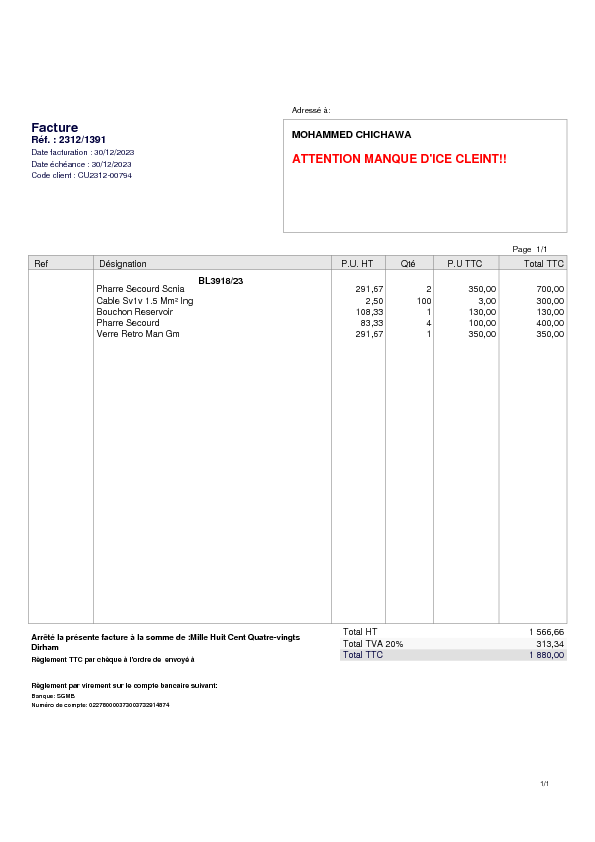 Adressé à:
Facture
Réf. : 2312/1391
Date facturation : 30/12/2023
Date échéance : 30/12/2023
Code client : CU2312-00794
MOHAMMED CHICHAWA
ATTENTION MANQUE D'ICE CLEINT!!
Page 1/1
Ref Désignation P.U. HT Qté P.U TTC Total TTC
BL3918/23
Pharre Secourd Sonia 291,67 2 350,00 700,00
Cable Sv1v 1.5 Mm² Ing 2,50 100 3,00 300,00
Bouchon Reservoir 108,33 1 130,00 130,00
Pharre Secourd 83,33 4 100,00 400,00
Verre Retro Man Gm 291,67 1 350,00 350,00
Total HT 1 566,66
Total TVA 20% 313,34
Total TTC 1 880,00
Arrêté la présente facture à la somme de :Mille Huit Cent Quatre-vingts
Dirham
Règlement TTC par chèque à l'ordre de envoyé à
Règlement par virement sur le compte bancaire suivant:
Banque: SGMB
Numéro de compte:
1/1